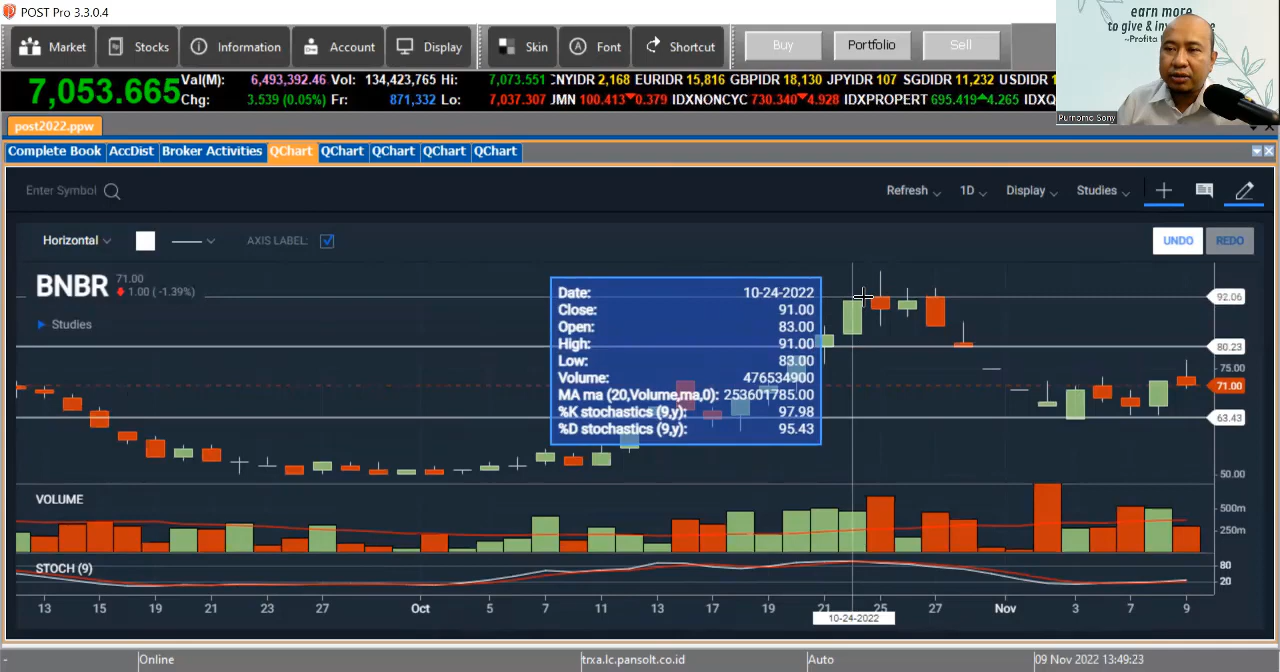 POST Pro 3.3.0.4
Market Stocks Information Account Display Skin Font Shortcut Buy Portfolio Sell
earn more
to give & inv
~Profita
Purnomo Sony
7,053.665 Val(M): 6,493,392.46 Vol: 134,423,765 Hi: 7,073.551 CNYIDR 2,168 EURIDR 15,816 GBPIDR 18,130 JPYIDR 107 SGDIDR 11,232 USDIDR 1
Chg: 3.539 (0.05%) Fr: 871,332 Lo: 7,037.307 JMN 100.413▼0.379 IDXNONCYC 730.340▼4.928 IDXPROPERT 695.419▲4.265 IDXQ
post2022.ppw
Complete Book AccDist Broker Activities QChart QChart QChart QChart QChart
Enter Symbol Refresh 1D Display Studies
Horizontal AXIS LABEL: UNDO REDO
BNBR 71.00
1.00 (-1.39%)
Studies
Date: 10-24-2022
Close: 91.00
Open: 83.00
High: 91.00
Low: 83.00
Volume: 476534900
MA ma (20,Volume,ma,0): 253601785.00
%K stochastics (9,y): 97.98
%D stochastics (9,y): 95.43
92.06
80.23
75.00
71.00
63.43
50.00
VOLUME
500m
250m
STOCH (9)
80
20
13 15 19 21 23 27 Oct 5 7 11 13 17 19 21 25 27 Nov 3 7 9
10-24-2022
- Online trxa.lc.pansolt.co.id Auto 09 Nov 2022 13:49:23